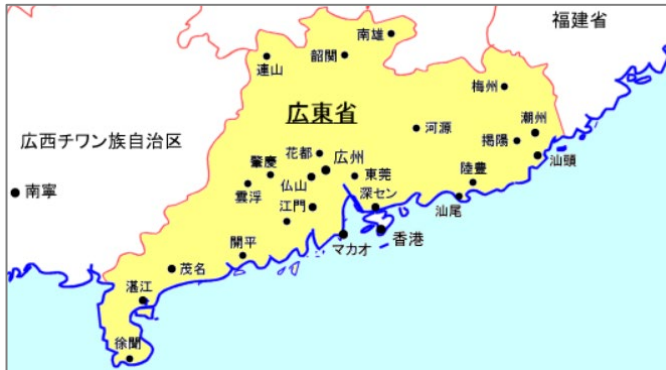 福建省
南雄
連山
韶関
梅州
広東省
潮州
河源
掲陽
広西チワン族自治区
花都
広州
汕頭
肇慶
東莞
陸豊
仏山
南寧
雲浮
深セン
江門
汕尾
マカオ
香港
開平
茂名
湛江
徐聞